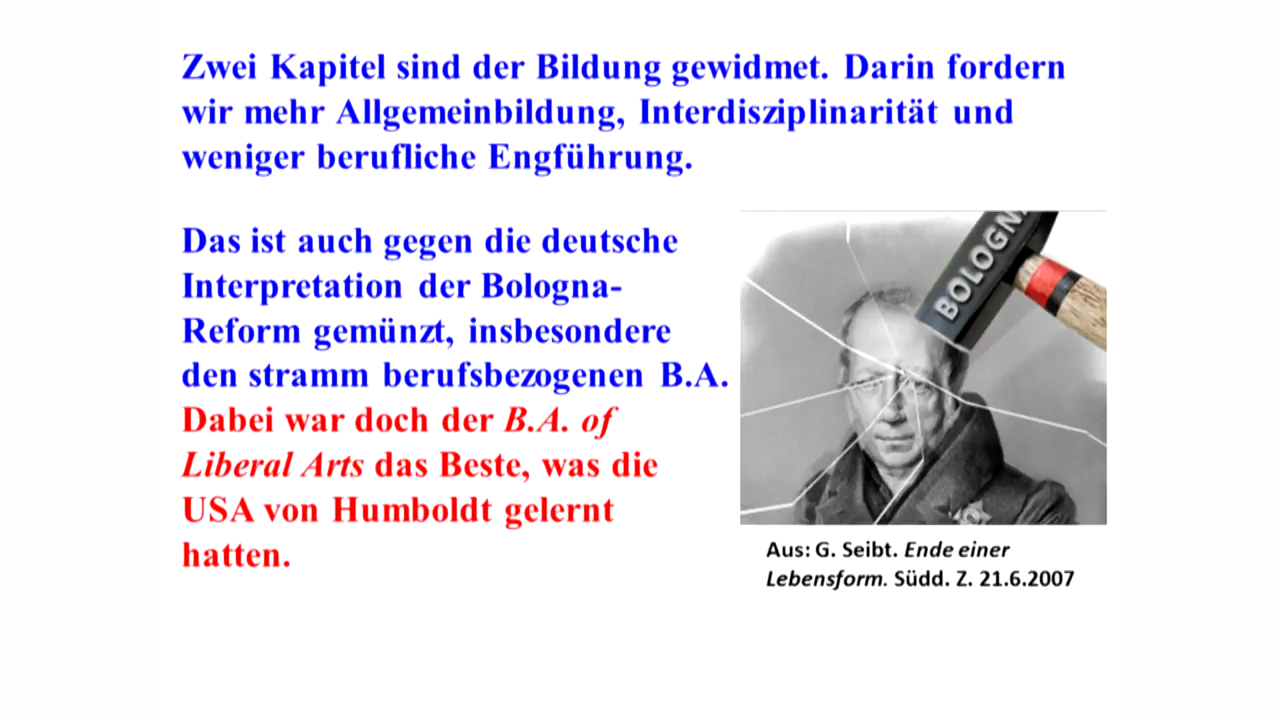 Zwei Kapitel sind der Bildung gewidmet. Darin fordern
wir mehr Allgemeinbildung, Interdisziplinarität und
weniger berufliche Engführung.
Das ist auch gegen die deutsche
Interpretation der Bologna-
Reform gemünzt, insbesondere
den stramm berufsbezogenen B.A.
Dabei war doch der B.A. of
Liberal Arts das Beste, was die
USA von Humboldt gelernt
hatten.
BOLOGN
Aus: G. Seibt. Ende einer
Lebensform. Südd. Z. 21.6.2007